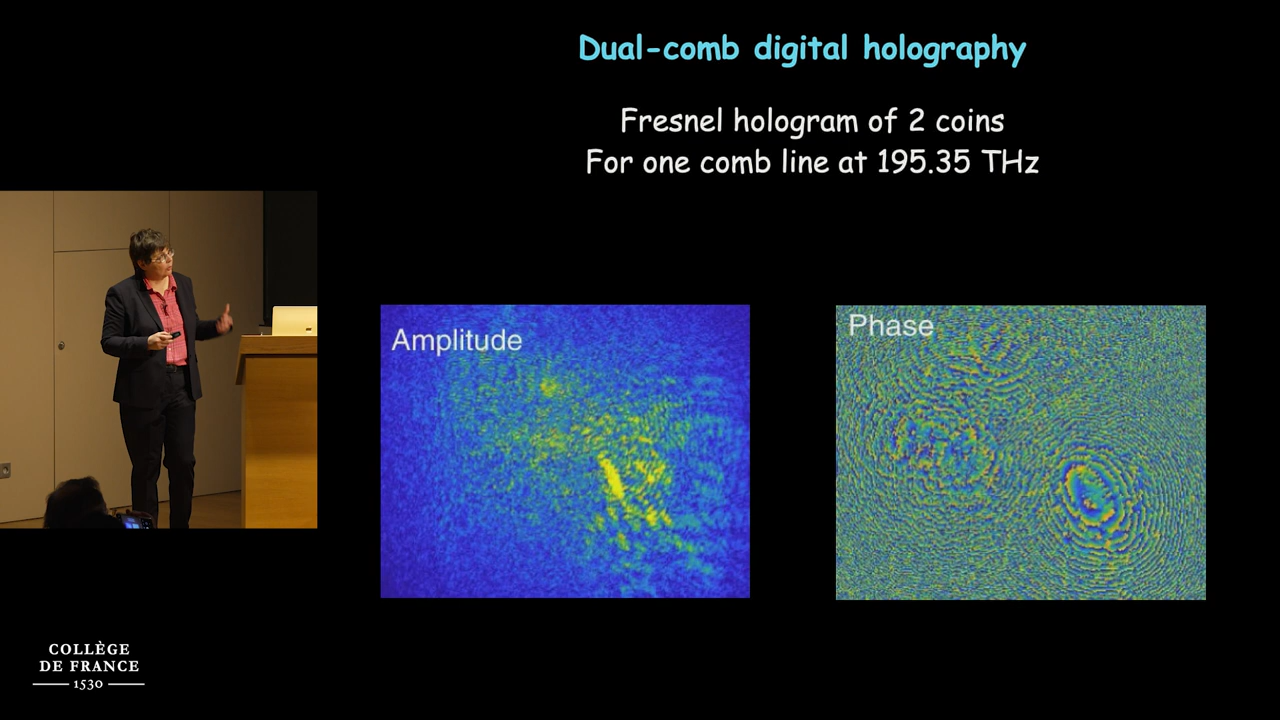 Dual-comb digital holography
Fresnel hologram of 2 coins
For one comb line at 195.35 THz
Amplitude
Phase
COLLÈGE
DE FRANCE
1530